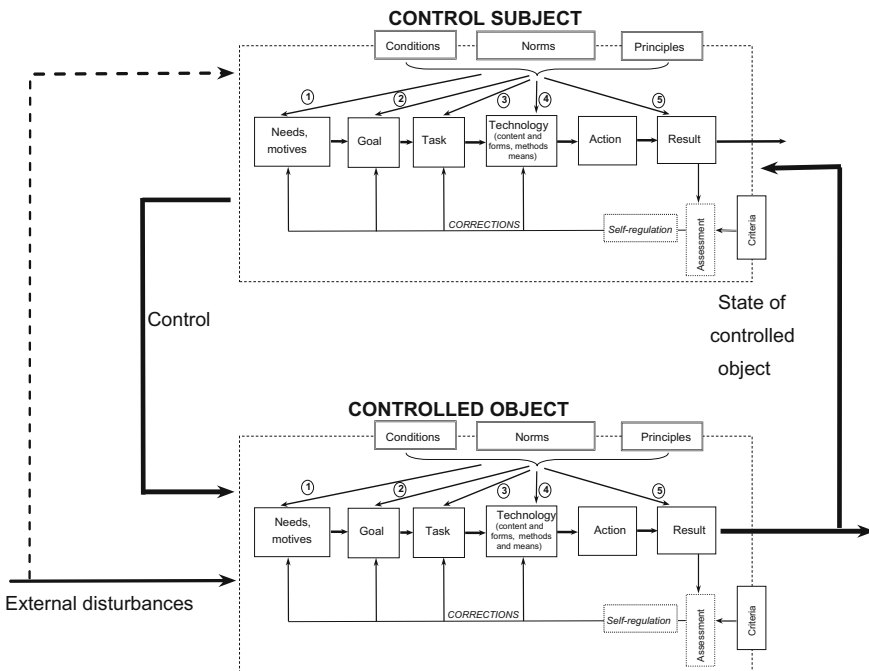 CONTROL SUBJECT
Conditions
Norms
Principles
1
2
3
4
5
Needs,
motives
Goal
Task
Technology
(content and
forms, methods
means)
Action
Result
CORRECTIONS
Self-regulation
Assessment
Criteria
Control
State of
controlled
object
CONTROLLED OBJECT
Conditions
Norms
Principles
1
2
3
4
5
Needs,
motives
Goal
Task
Technology
(content and
forms, methods
and means)
Action
Result
External disturbances
CORRECTIONS
Self-regulation
Assessment
Criteria